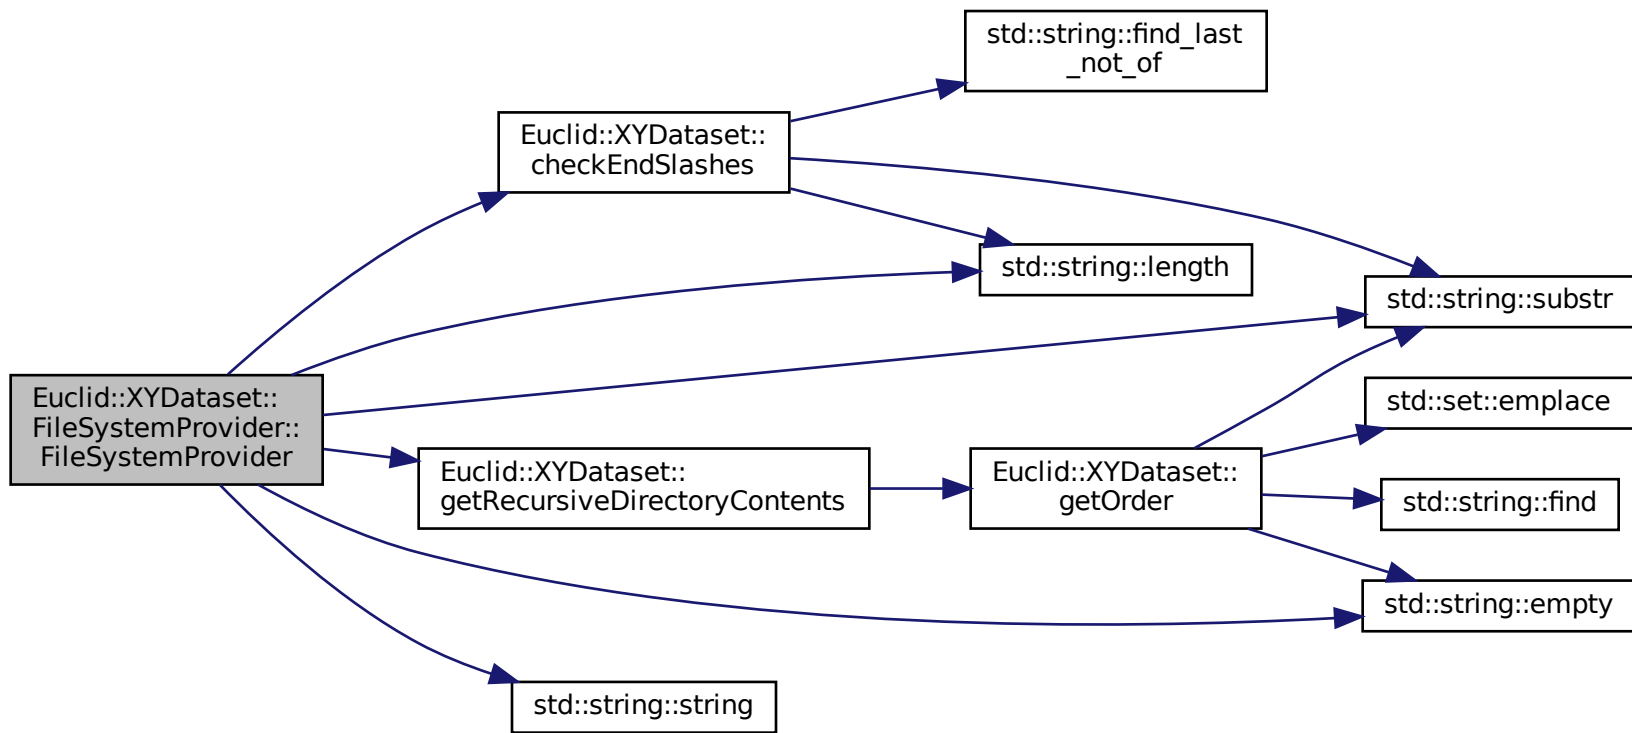 std::string::find_last
_not_of
Euclid::XYDataset::
checkEndSlashes
std::string::length
std::string::substr
Euclid::XYDataset::
FileSystemProvider::
FileSystemProvider
std::set::emplace
Euclid::XYDataset::
getRecursiveDirectoryContents
Euclid::XYDataset::
getOrder
std::string::find
std::string::empty
std::string::string